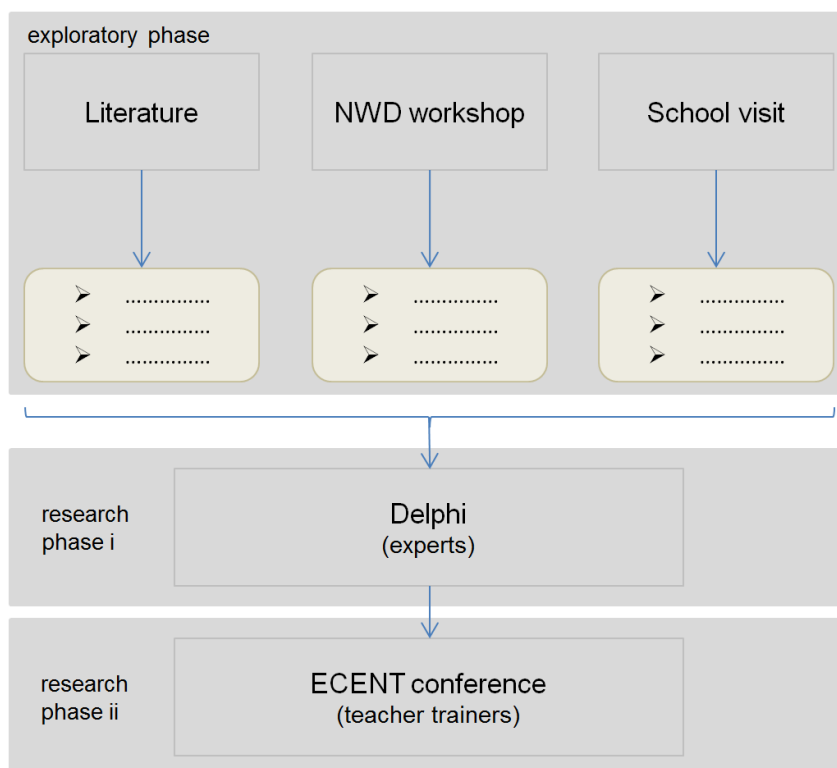 exploratory phase
Literature
NWD workshop
School visit
➢ ...............
➢ ...............
➢ ...............
➢ ...............
➢ ...............
➢ ...............
➢ ...............
➢ ...............
➢ ...............
research
phase i
Delphi
(experts)
research
phase ii
ECENT conference
(teacher trainers)